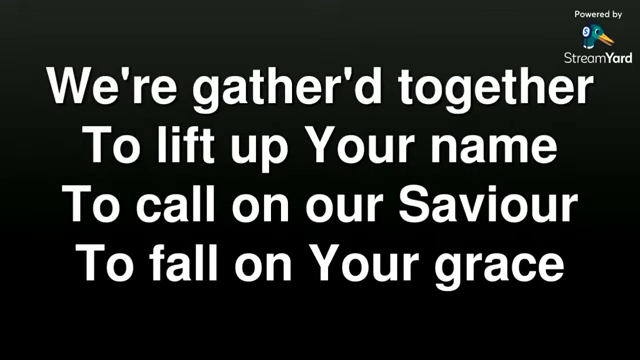 Powered by
StreamYard
We're gather'd together
To lift up Your name
To call on our Saviour
To fall on Your grace